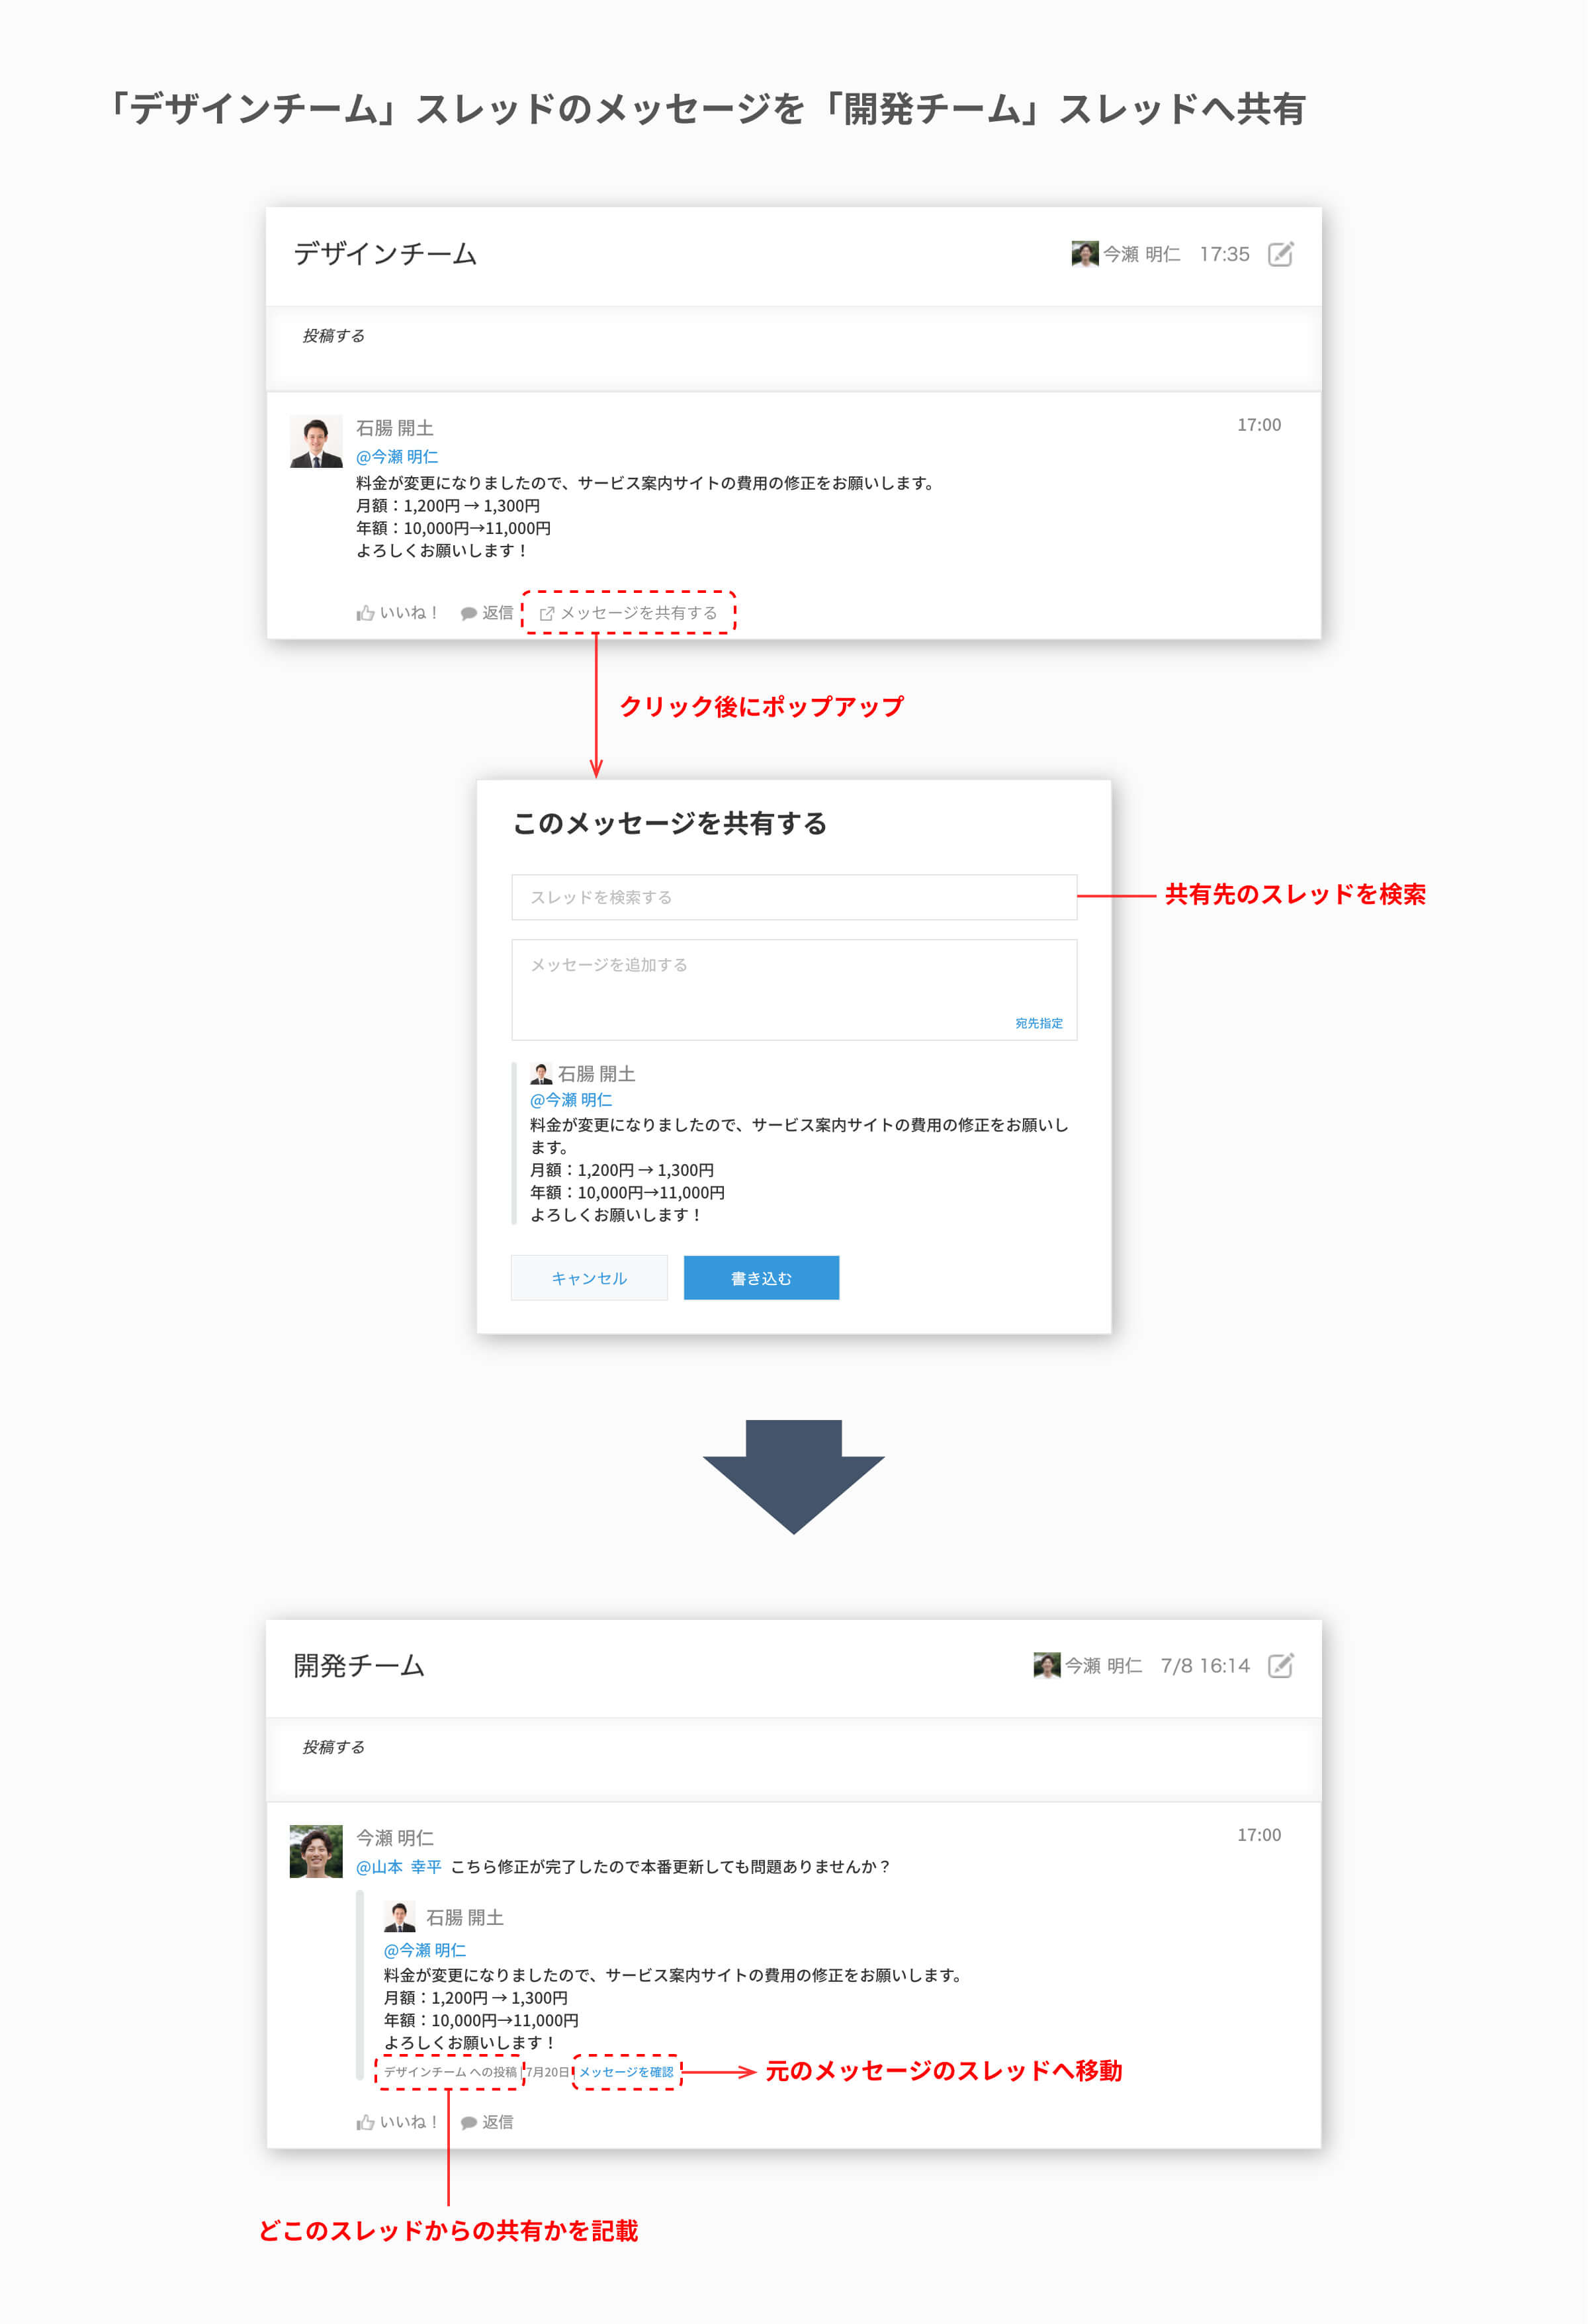 「デザインチーム」スレッドのメッセージを「開発チーム」スレッドへ共有
デザインチーム
今瀬 明仁 17:35
投稿する
石腸 開土 17:00
@今瀬 明仁
料金が変更になりましたので、サービス案内サイトの費用の修正をお願いします。
月額：1,200円 → 1,300円
年額：10,000円→11,000円
よろしくお願いします！
いいね！ 返信 メッセージを共有する
クリック後にポップアップ
このメッセージを共有する
スレッドを検索する
共有先のスレッドを検索
メッセージを追加する
宛先指定
石腸 開土
@今瀬 明仁
料金が変更になりましたので、サービス案内サイトの費用の修正をお願いし
ます。
月額：1,200円 → 1,300円
年額：10,000円→11,000円
よろしくお願いします！
キャンセル 書き込む
開発チーム
今瀬 明仁 7/8 16:14
投稿する
今瀬 明仁 17:00
@山本 幸平 こちら修正が完了したので本番更新しても問題ありませんか？
石腸 開土
@今瀬 明仁
料金が変更になりましたので、サービス案内サイトの費用の修正をお願いします。
月額：1,200円 → 1,300円
年額：10,000円→11,000円
よろしくお願いします！
デザインチーム への投稿 | 7月20日 | メッセージを確認
元のメッセージのスレッドへ移動
いいね！ 返信
どこのスレッドからの共有かを記載